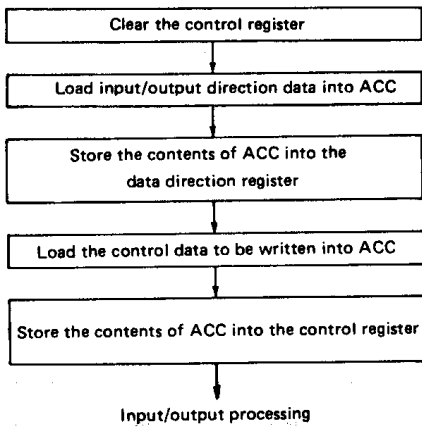 Clear the control register
Load input/output direction data into ACC
Store the contents of ACC into the
data direction register
Load the control data to be written into ACC
Store the contents of ACC into the control register
Input/output processing